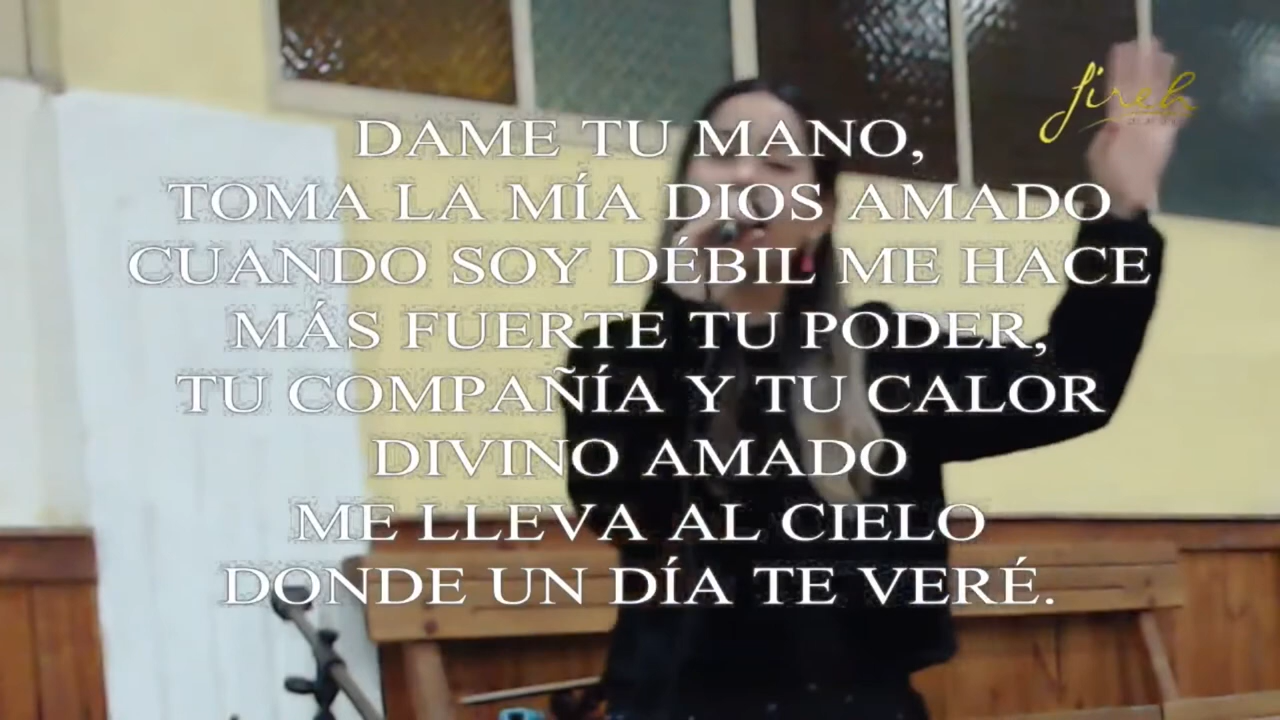 DAME TU MANO,
TOMA LA MÍA DIOS AMADO
CUANDO SOY DÉBIL ME HACE
MÁS FUERTE TU PODER,
TU COMPAÑÍA Y TU CALOR
DIVINO AMADO
ME LLEVA AL CIELO
DONDE UN DÍA TE VERÉ.